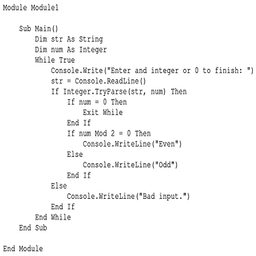 Module Module1
Sub Main()
Dim str As String
Dim num As Integer
While True
Console.Write("Enter and integer or 0 to finish: ")
str = Console.ReadLine()
If Integer.TryParse(str, num) Then
If num = 0 Then
Exit While
End If
If num Mod 2 = 0 Then
Console.WriteLine("Even")
Else
Console.WriteLine("Odd")
End If
Else
Console.WriteLine("Bad input.")
End If
End While
End Sub
End Module